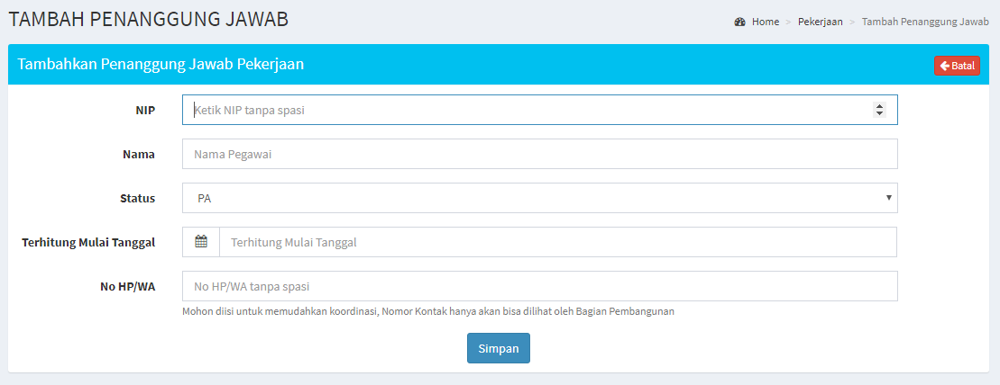 TAMBAH PENANGGUNG JAWAB
Home > Pekerjaan > Tambah Penanggung Jawab
Tambahkan Penanggung Jawab Pekerjaan
Batal
NIP
Ketik NIP tanpa spasi
Nama
Nama Pegawai
Status
PA
Terhitung Mulai Tanggal
Terhitung Mulai Tanggal
No HP/WA
No HP/WA tanpa spasi
Mohon diisi untuk memudahkan koordinasi, Nomor Kontak hanya akan bisa dilihat oleh Bagian Pembangunan
Simpan